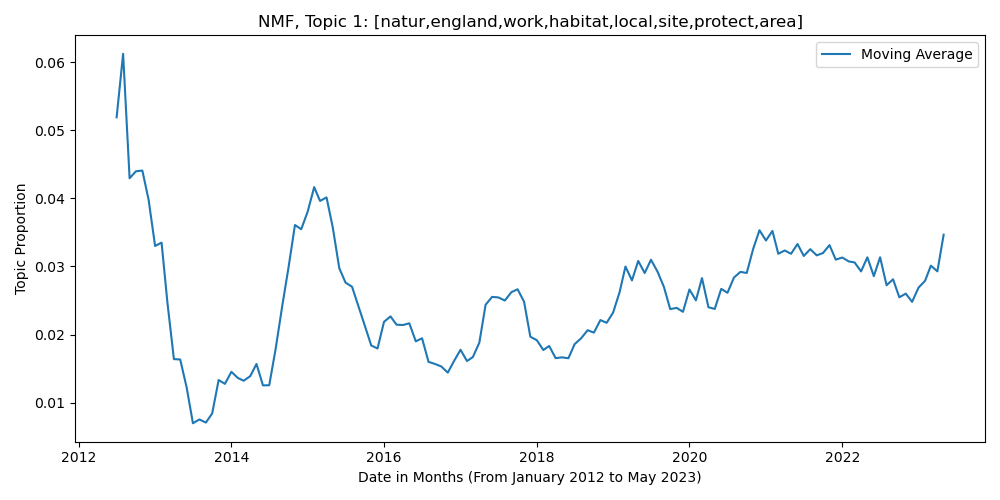 NMF, Topic 1: [natur,england,work,habitat,local,site,protect,area]
Moving Average
0.06
0.05
0.04
0.03
0.02
0.01
Topic Proportion
2012 2014 2016 2018 2020 2022
Date in Months (From January 2012 to May 2023)